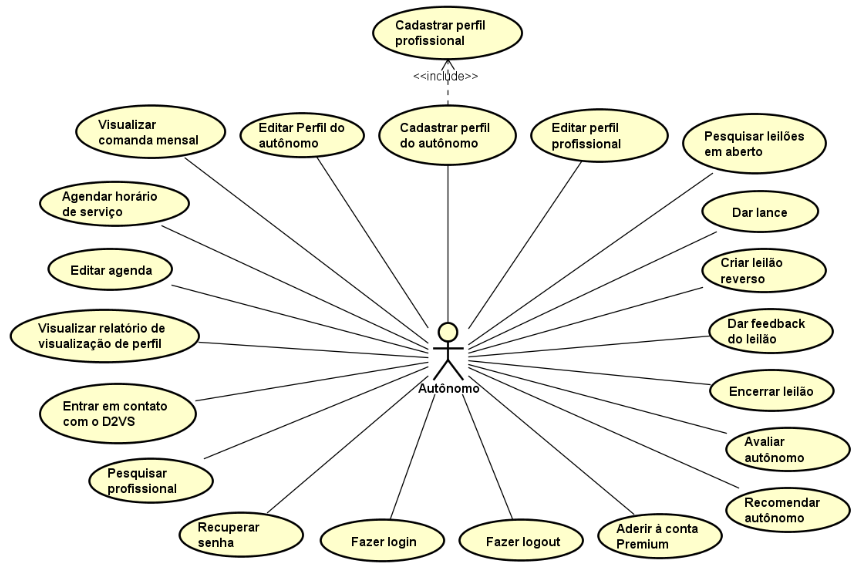 Cadastrar perfil
profissional
<<include>>
Visualizar
comanda mensal
Editar Perfil do
autônomo
Cadastrar perfil
do autônomo
Editar perfil
profissional
Pesquisar leilões
em aberto
Agendar horário
de serviço
Dar lance
Editar agenda
Criar leilão
reverso
Visualizar relatório de
visualização de perfil
Dar feedback
do leilão
Autônomo
Entrar em contato
com o D2VS
Encerrar leilão
Avaliar
autônomo
Pesquisar
profissional
Recomendar
autônomo
Recuperar
senha
Fazer login
Fazer logout
Aderir à conta
Premium